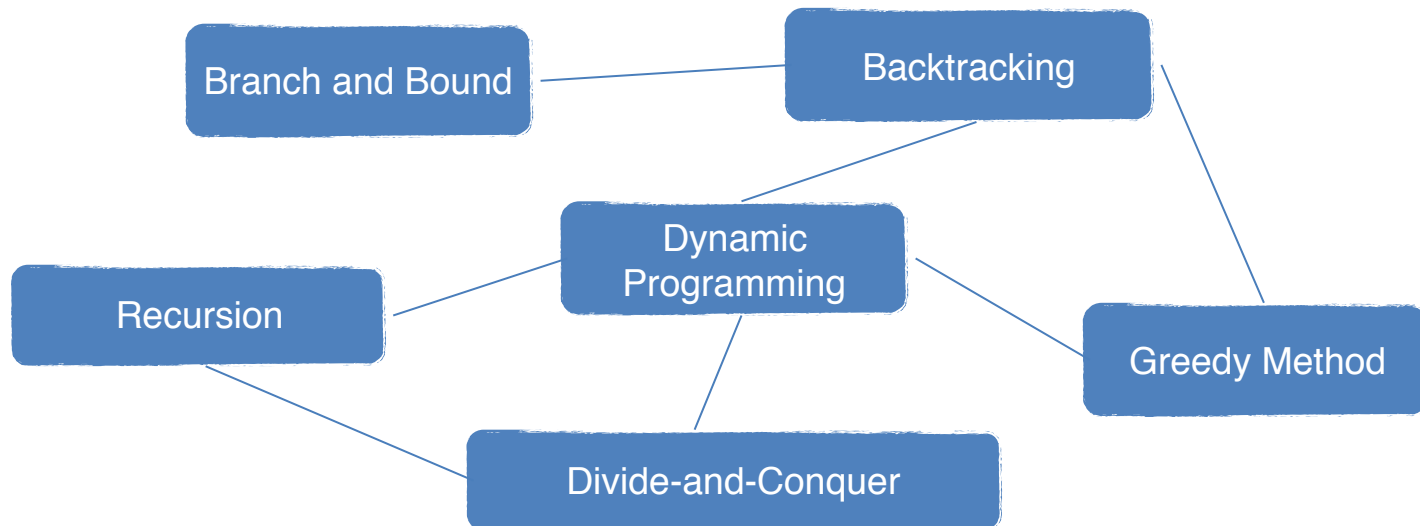 Branch and Bound
Backtracking
Dynamic
Programming
Recursion
Greedy Method
Divide-and-Conquer